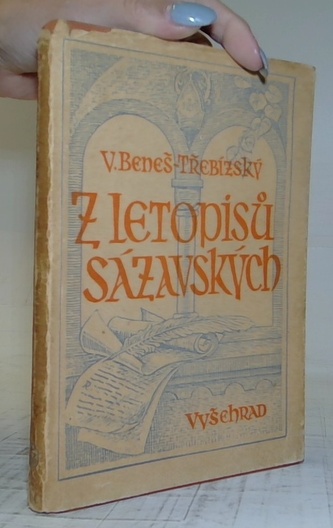 V. Beneš-Třebízský
Z letopisů
sázavských
Vyšehrad